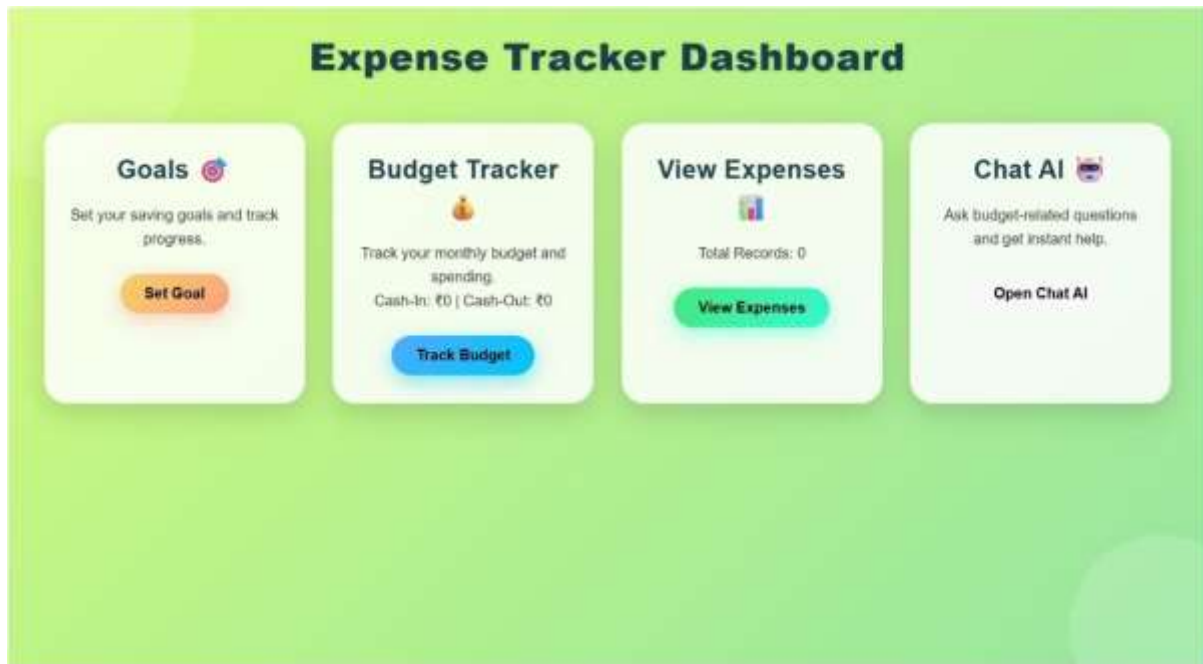 Expense Tracker Dashboard
Goals 🎯
Set your saving goals and track
progress.
Set Goal
Budget Tracker
💰
Track your monthly budget and
spending.
Cash-In: ₹0 | Cash-Out: ₹0
Track Budget
View Expenses
📊
Total Records: 0
View Expenses
Chat AI 🤖
Ask budget-related questions
and get instant help.
Open Chat AI